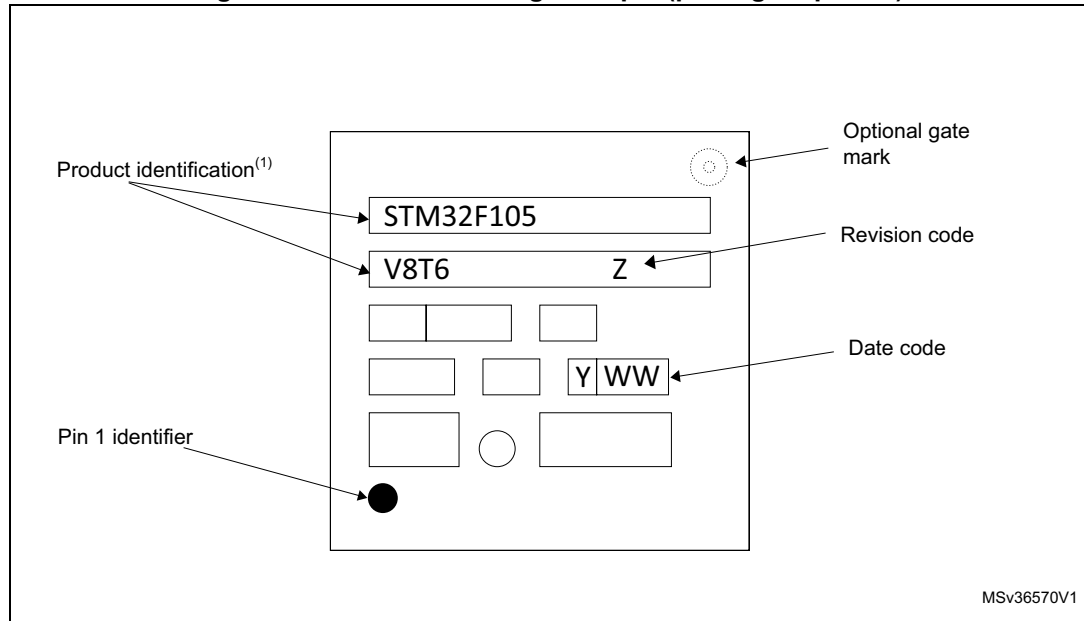 Optional gate
mark
Product identification(1)
STM32F105
Revision code
V8T6 Z
Date code
Y WW
Pin 1 identifier
MSv36570V1